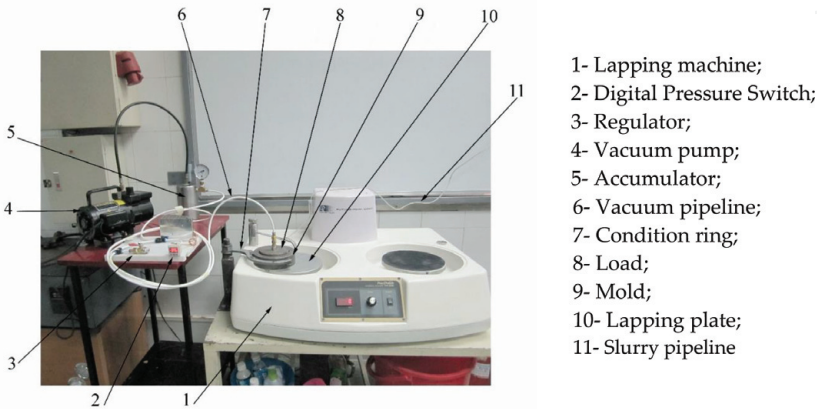 6 7 8 9 10
11
5
4
3
2 1
1- Lapping machine;
2- Digital Pressure Switch;
3- Regulator;
4- Vacuum pump;
5- Accumulator;
6- Vacuum pipeline;
7- Condition ring;
8- Load;
9- Mold;
10- Lapping plate;
11- Slurry pipeline